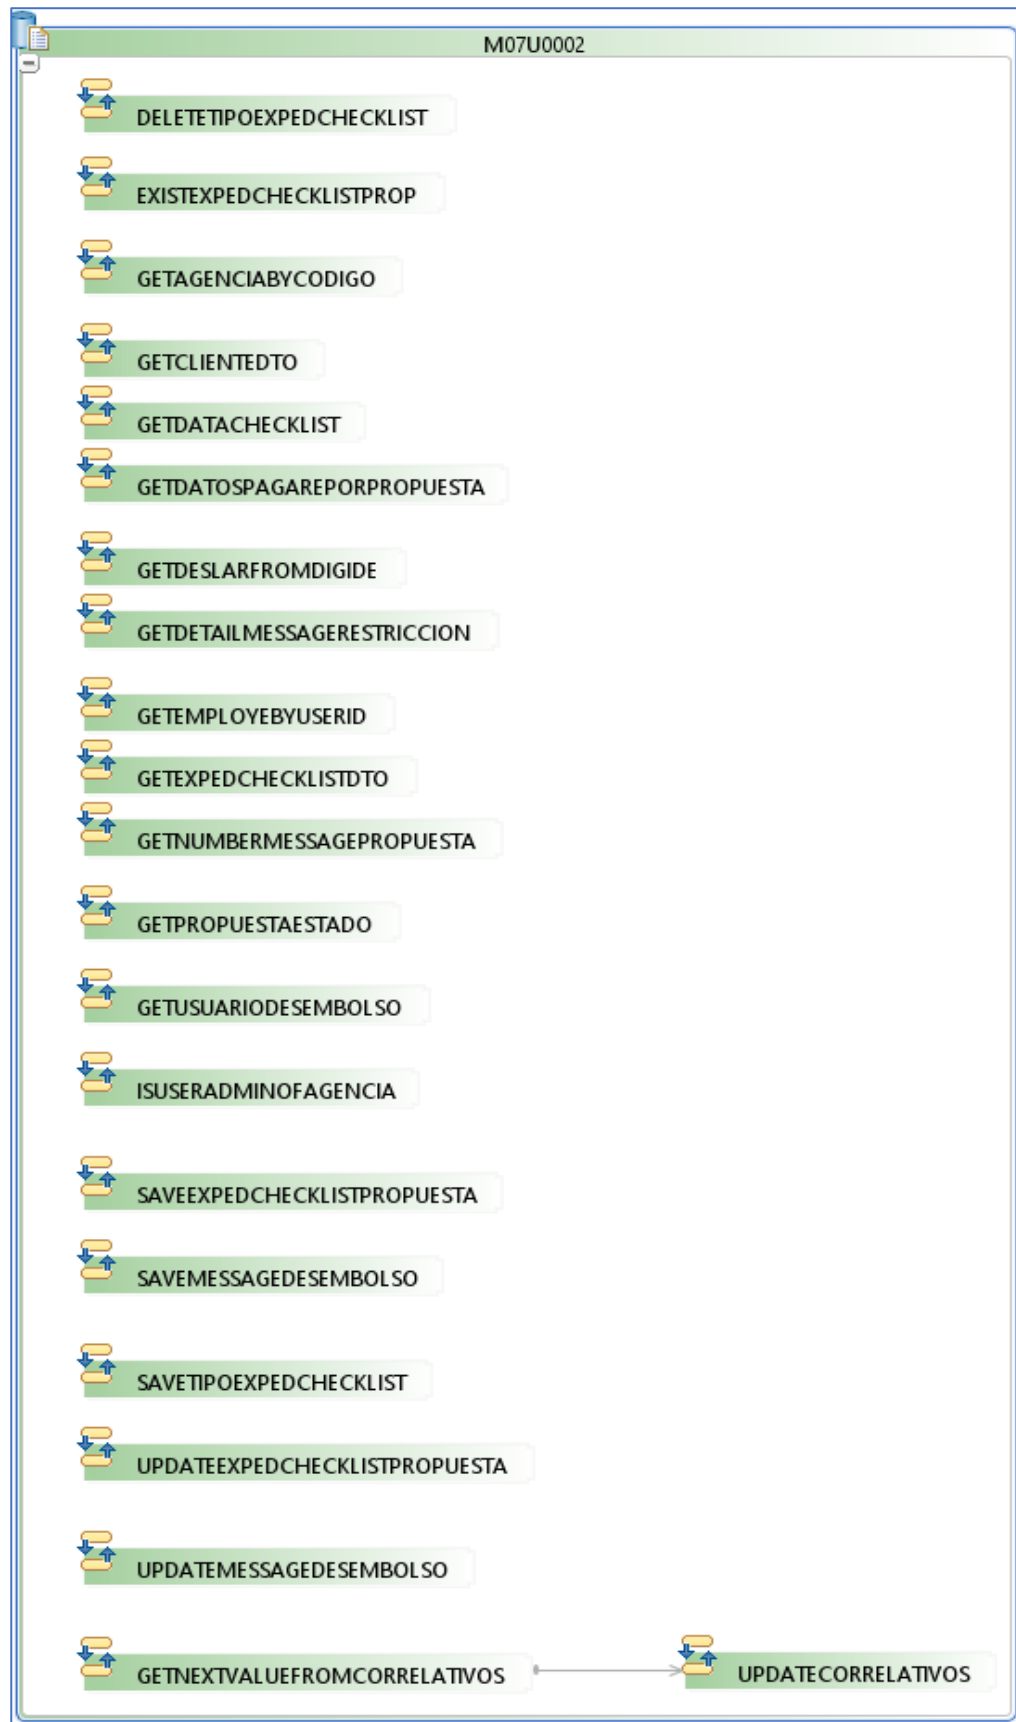 M07U0002
DELETETIPOEXPEDCHECKLIST
EXISTEXPEDCHECKLISTPROP
GETAGENCIABYCODIGO
GETCLIENTEDTO
GETDATACHECKLIST
GETDATOSPAGAREPORPROPUESTA
GETDESLARFROMDIGIDE
GETDETAILMESSAGERESTRICCION
GETEMPLOYEBYUSERID
GETEXPEDCHECKLISTDTO
GETNUMBERMESSAGEPROPUESTA
GETPROPUESTAESTADO
GETUSUARIODESEMBOLSO
ISUSERADMINOFAGENCIA
SAVEEXPEDCHECKLISTPROPUESTA
SAVEMESSAGEDESEMBOLSO
SAVETIPOEXPEDCHECKLIST
UPDATEEXPEDCHECKLISTPROPUESTA
UPDATEMESSAGEDESEMBOLSO
GETNEXTVALUEFROMCORRELATIVOS UPDATECORRELATIVOS